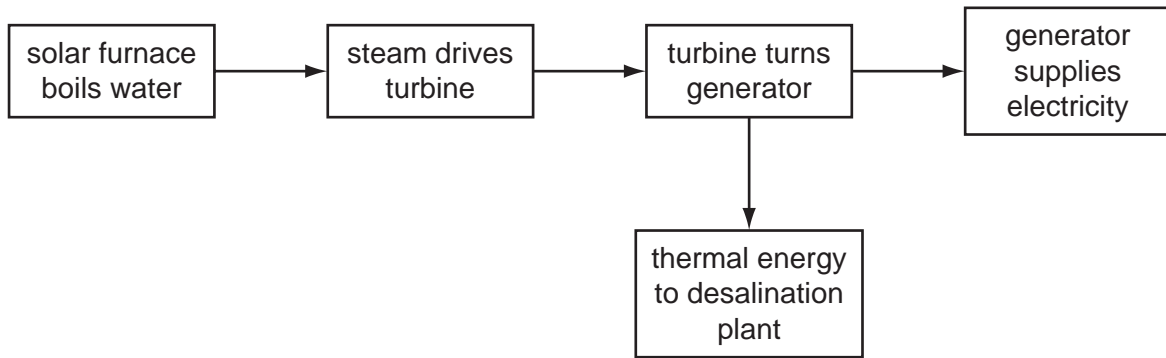 solar furnace
boils water
steam drives
turbine
turbine turns
generator
generator
supplies
electricity
thermal energy
to desalination
plant